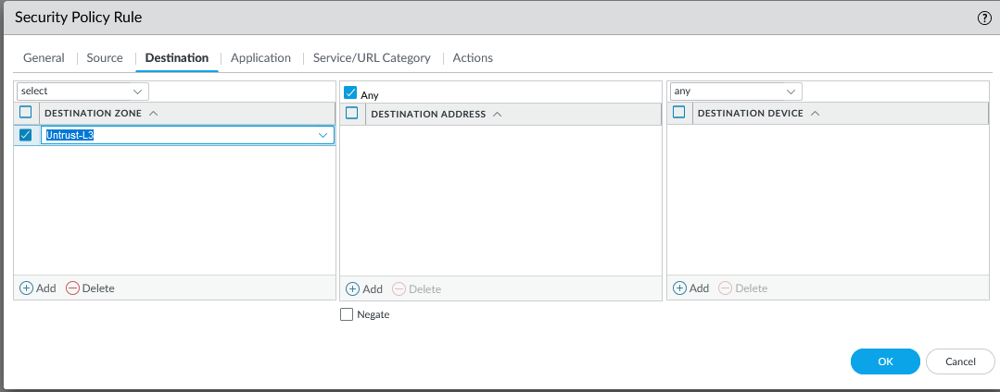 Security Policy Rule
?
General Source Destination Application Service/URL Category Actions
select
Any
any
DESTINATION ZONE
DESTINATION ADDRESS
DESTINATION DEVICE
Untrust-L3
Add Delete
Add Delete
Add Delete
Negate
OK Cancel